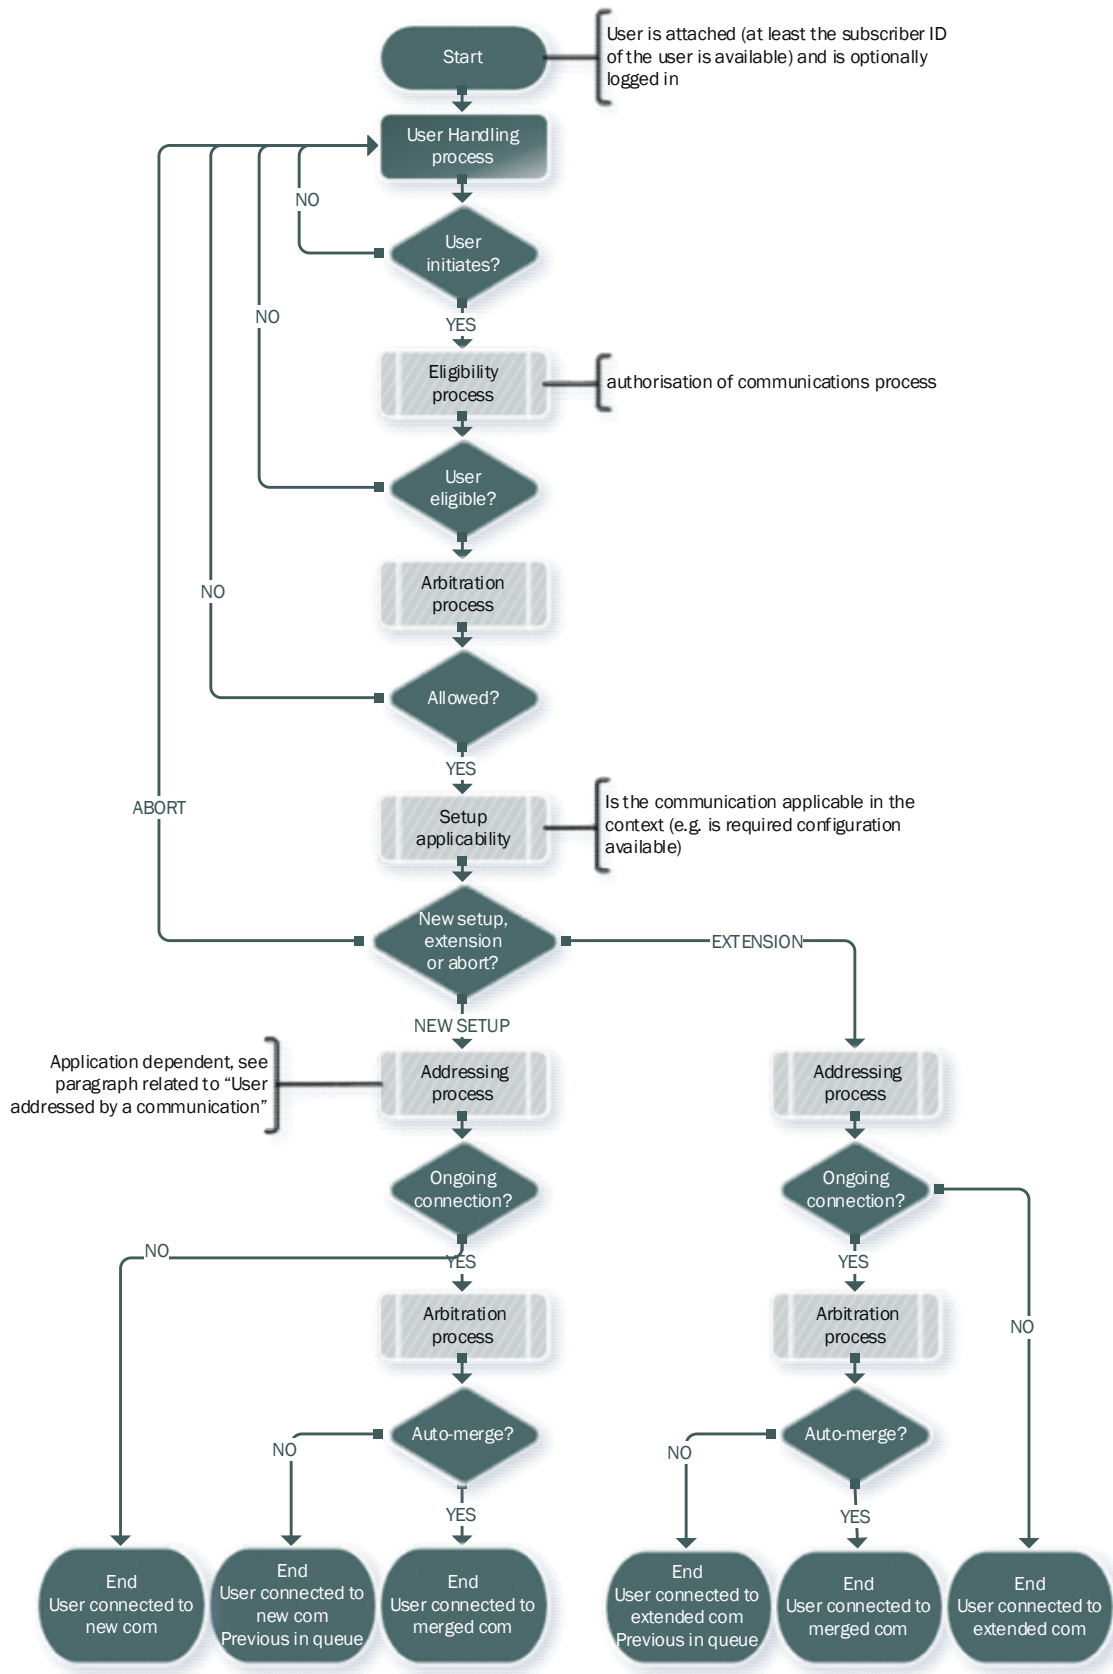 Start
User is attached (at least the subscriber ID
of the user is available) and is optionally
logged in
User Handling
process
NO
User
initiates?
NO
YES
Eligibility
process
authorisation of communications process
User
eligible?
Arbitration
process
NO
Allowed?
YES
ABORT
Setup
applicability
Is the communication applicable in the
context (e.g. is required configuration
available)
New setup,
extension
or abort?
EXTENSION
NEW SETUP
Application dependent, see
paragraph related to “User
addressed by a communication”
Addressing
process
Addressing
process
Ongoing
connection?
Ongoing
connection?
NO
YES
YES
Arbitration
process
Arbitration
process
NO
Auto-merge?
Auto-merge?
NO
NO
YES
YES
End
User connected to
new com
End
User connected to
new com
Previous in queue
End
User connected to
merged com
End
User connected to
extended com
Previous in queue
End
User connected to
merged com
End
User connected to
extended com